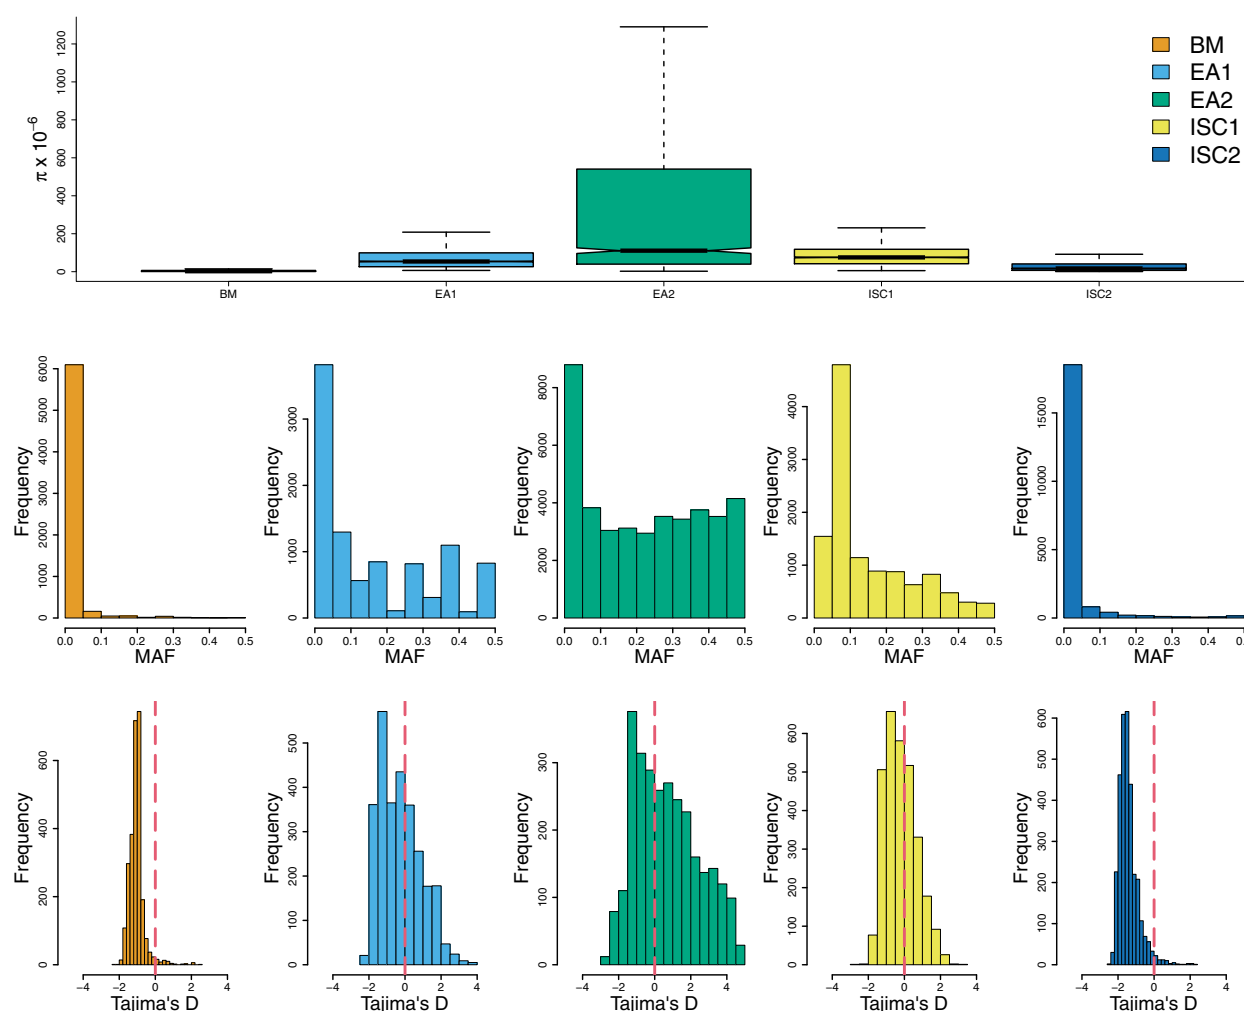 π x 10⁻⁶
0 200 400 600 800 1000 1200
BM EA1 EA2 ISC1 ISC2
BM
EA1
EA2
ISC1
ISC2
Frequency
0 1000 2000 3000 4000 5000 6000
0.0 0.1 0.2 0.3 0.4 0.5
MAF
Frequency
0 1000 2000 3000
0.0 0.1 0.2 0.3 0.4 0.5
MAF
Frequency
0 2000 4000 6000 8000
0.0 0.1 0.2 0.3 0.4 0.5
MAF
Frequency
0 1000 2000 3000 4000
0.0 0.1 0.2 0.3 0.4 0.5
MAF
Frequency
0 5000 10000 15000
0.0 0.1 0.2 0.3 0.4 0.5
MAF
Frequency
0 200 400 600
−4 −2 0 2 4
Tajima's D
Frequency
0 100 200 300 400 500
−4 −2 0 2 4
Tajima's D
Frequency
0 100 200 300
−4 −2 0 2 4
Tajima's D
Frequency
0 100 200 300 400 500 600
−4 −2 0 2 4
Tajima's D
Frequency
0 100 200 300 400 500 600
−4 −2 0 2 4
Tajima's D